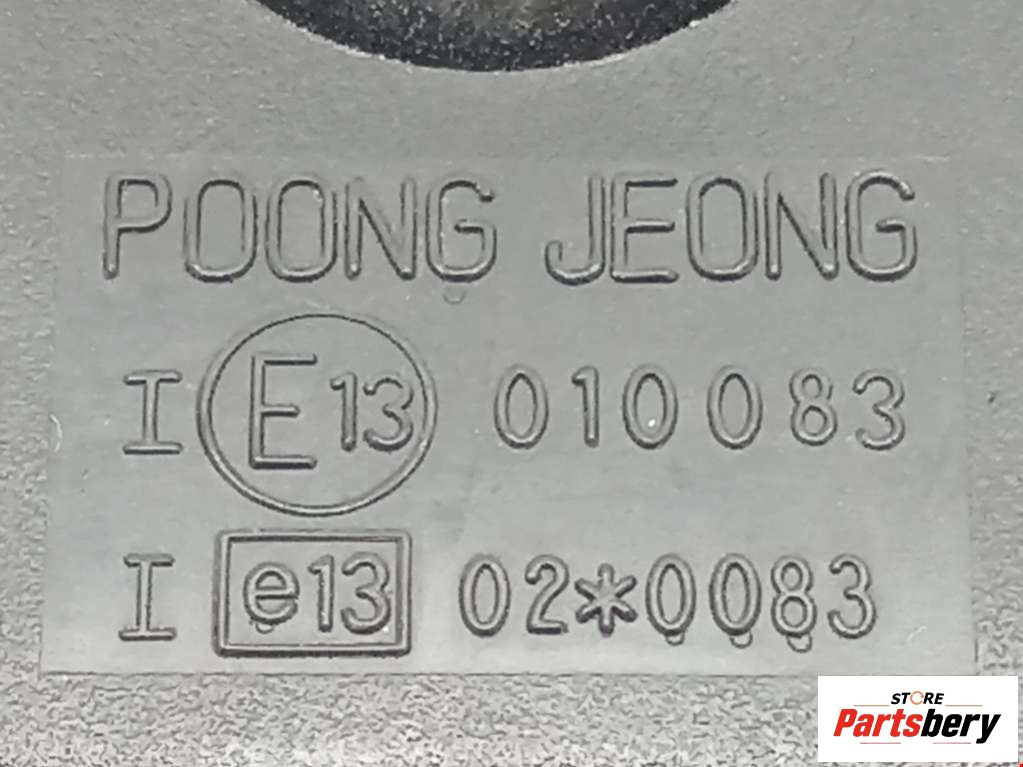 POONG JEONG
I E13 010083
I e13 02*0083
STORE
Partsbery